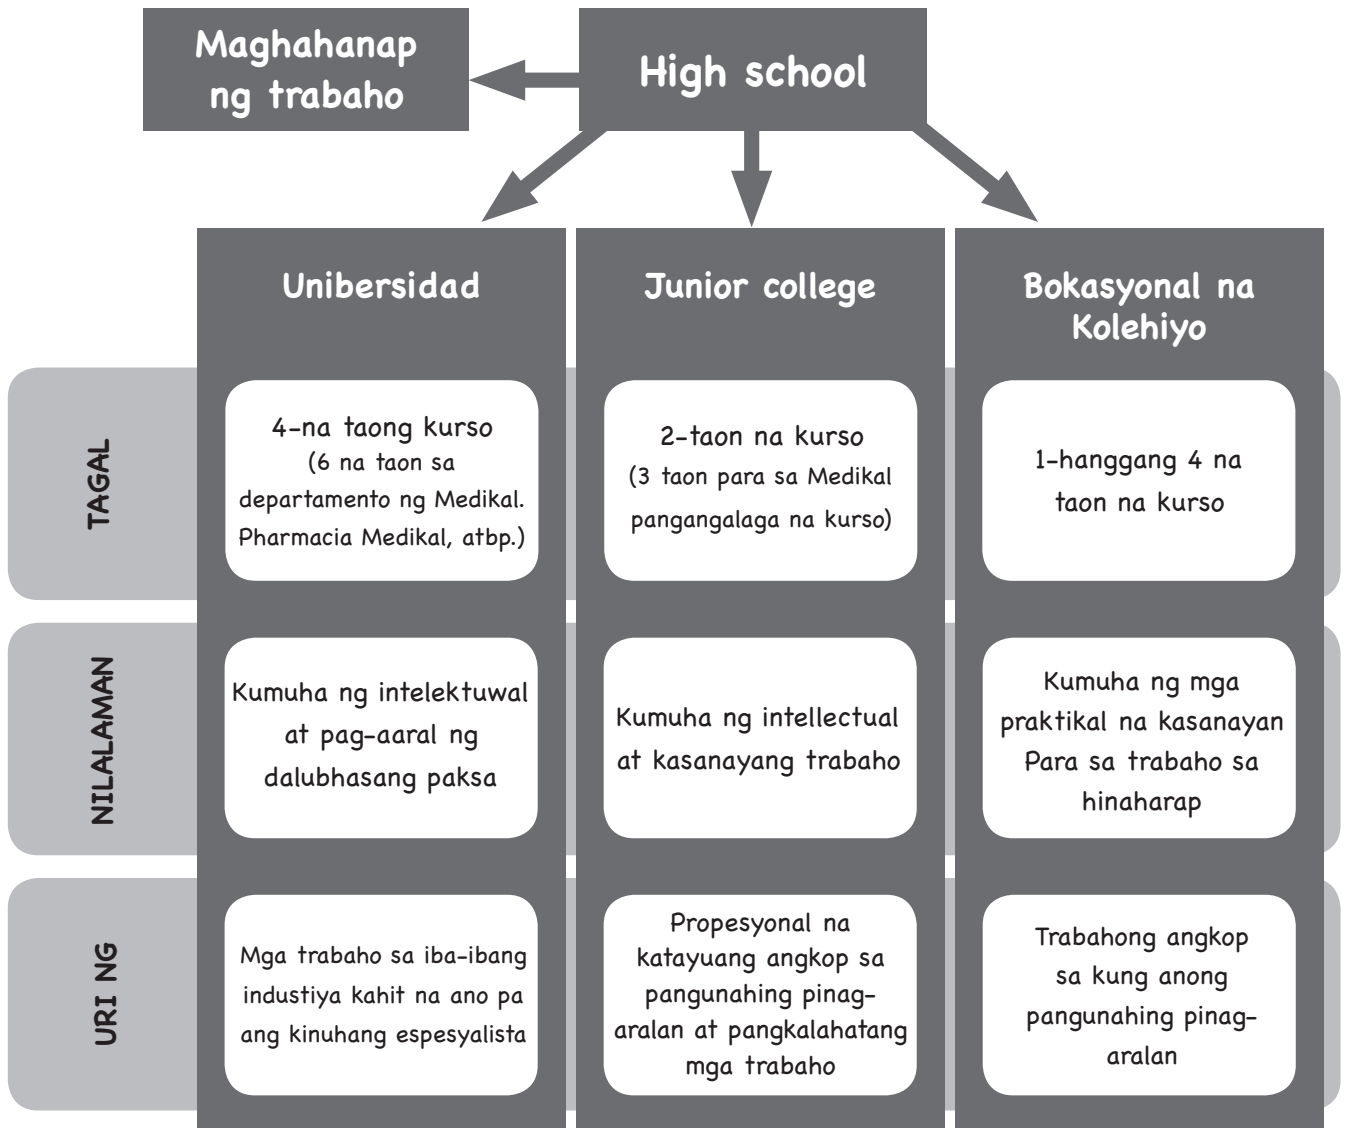 Maghahanap
ng trabaho
High school
Unibersidad
Junior college
Bokasyonal na
Kolehiyo
TAGAL
4-na taong kurso
(6 na taon sa
departamento ng Medikal.
Pharmacia Medikal, atbp.)
2-taon na kurso
(3 taon para sa Medikal
pangangalaga na kurso)
1-hanggang 4 na
taon na kurso
NILALAMAN
Kumuha ng intelektuwal
at pag-aaral ng
dalubhasang paksa
Kumuha ng intellectual
at kasanayang trabaho
Kumuha ng mga
praktikal na kasanayan
Para sa trabaho sa
hinaharap
URI NG
Mga trabaho sa iba-ibang
industiya kahit na ano pa
ang kinuhang espesyalista
Propesyonal na
katayuang angkop sa
pangunahing pinag-
aralan at pangkalahatang
mga trabaho
Trabahong angkop
sa kung anong
pangunahing pinag-
aralan